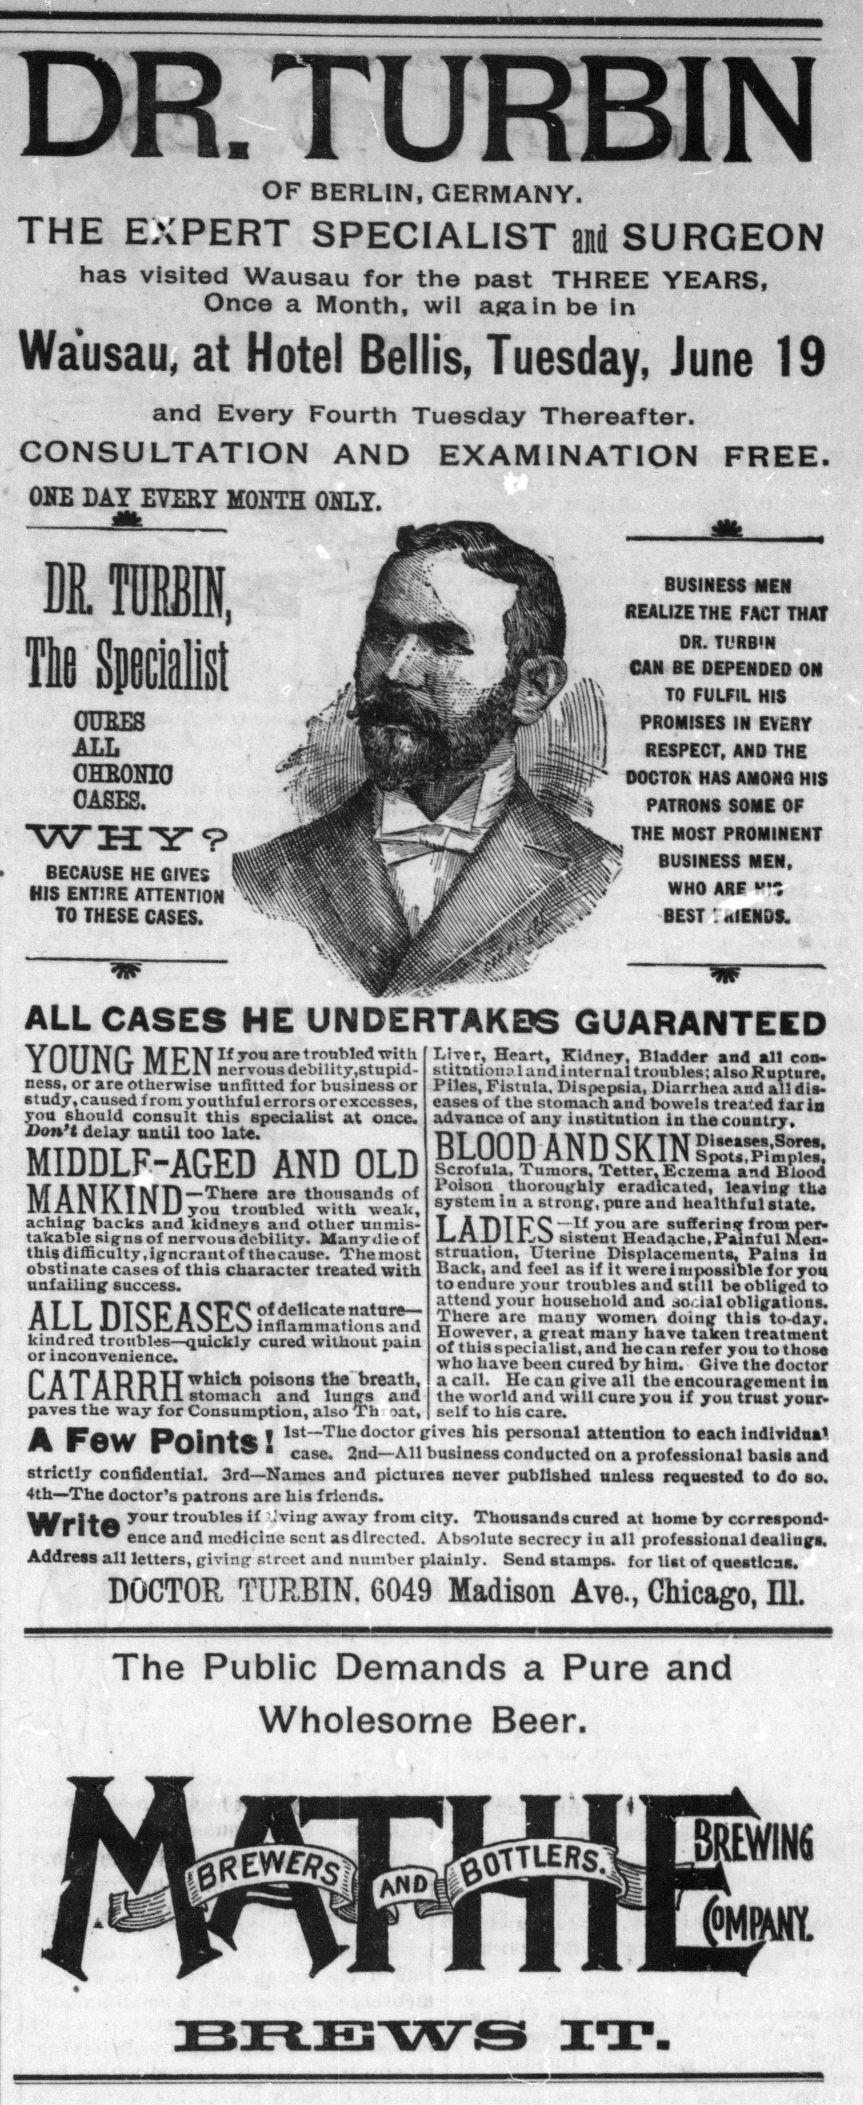 DR. TURBIN
OF BERLIN, GERMANY.
THE EXPERT SPECIALIST and SURGEON
has visited Wausau for the past THREE YEARS,
Once a Month, wil again be in
Wausau, at Hotel Bellis, Tuesday, June 19
and Every Fourth Tuesday Thereafter.
CONSULTATION AND EXAMINATION FREE.
ONE DAY EVERY MONTH ONLY.
DR. TURBIN,
The Specialist
CURES
ALL
CHRONIC
CASES.
WHY?
BECAUSE HE GIVES
HIS ENTIRE ATTENTION
TO THESE CASES.
BUSINESS MEN
REALIZE THE FACT THAT
DR. TURBIN
CAN BE DEPENDED ON
TO FULFIL HIS
PROMISES IN EVERY
RESPECT, AND THE
DOCTOR HAS AMONG HIS
PATRONS SOME OF
THE MOST PROMINENT
BUSINESS MEN,
WHO ARE HIS
BEST FRIENDS.
ALL CASES HE UNDERTAKES GUARANTEED
YOUNG MEN If you are troubled with
nervous debility, stupid-
ness, or are otherwise unfitted for business or
study, caused from youthful errors or excesses,
you should consult this specialist at once.
Don't delay until too late.
MIDDLE-AGED AND OLD
MANKIND—There are thousands of
you troubled with weak,
aching backs and kidneys and other unmis-
takable signs of nervous debility. Many die of
this difficulty, ignorant of the cause. The most
obstinate cases of this character treated with
unfailing success.
ALL DISEASES of delicate nature—
inflammations and
kindred troubles—quickly cured without pain
or inconvenience.
CATARRH which poisons the breath,
stomach and lungs and
paves the way for Consumption, also Throat,
Liver, Heart, Kidney, Bladder and all con-
stitutional and internal troubles; also Rupture,
Piles, Fistula, Dispepsia, Diarrhea and all dis-
eases of the stomach and bowels treated far in
advance of any institution in the country.
BLOOD AND SKIN Diseases, Sores,
Spots, Pimples,
Scrofula, Tumors, Tetter, Eczema and Blood
Poison thoroughly eradicated, leaving the
system in a strong, pure and healthful state.
LADIES—If you are suffering from per-
sistent Headache, Painful Men-
struation, Uterine Displacements, Pains in
Back, and feel as if it were impossible for you
to endure your troubles and still be obliged to
attend your household and social obligations.
There are many women doing this to-day.
However, a great many have taken treatment
of this specialist, and he can refer you to those
who have been cured by him. Give the doctor
a call. He can give all the encouragement in
the world and will cure you if you trust your-
self to his care.
A Few Points! 1st—The doctor gives his personal attention to each individual
case. 2nd—All business conducted on a professional basis and
strictly confidential. 3rd—Names and pictures never published unless requested to do so.
4th—The doctor's patrons are his friends.
Write your troubles if living away from city. Thousands cured at home by correspond-
ence and medicine sent as directed. Absolute secrecy in all professional dealings.
Address all letters, giving street and number plainly. Send stamps. for list of questions.
DOCTOR TURBIN. 6049 Madison Ave., Chicago, Ill.
The Public Demands a Pure and
Wholesome Beer.
MATHIE
BREWING
COMPANY.
BREWERS AND BOTTLERS.
BREWS IT.